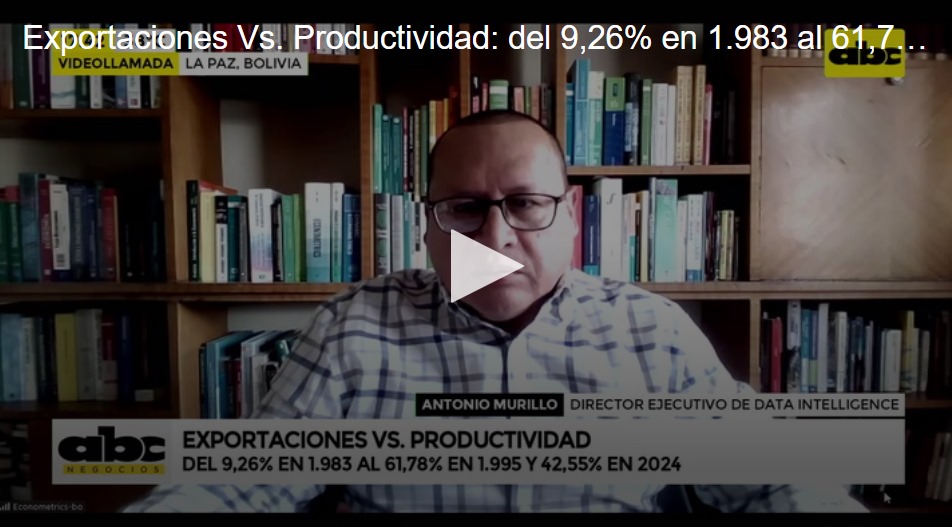 Exportaciones Vs. Productividad: del 9,26% en 1.983 al 61,7...
VIDEOLLAMADA LA PAZ, BOLIVIA
abc
ANTONIO MURILLO DIRECTOR EJECUTIVO DE DATA INTELLIGENCE
abc
NEGOCIOS
EXPORTACIONES VS. PRODUCTIVIDAD
DEL 9,26% EN 1.983 AL 61,78% EN 1.995 Y 42,55% EN 2024
Econometrics-bo